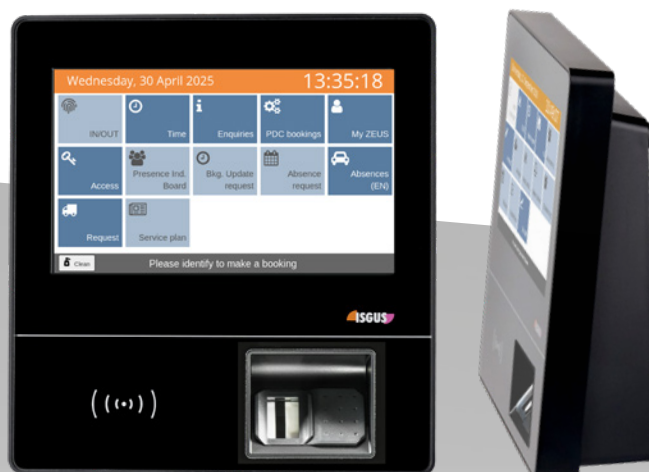 Wednesday, 30 April 2025 13:35:18
IN/OUT Time Enquiries PDC bookings My ZEUS
Access Presence Ind. Board Bkg. Update request Absence request Absences (EN)
Request Service plan
Clean Please identify to make a booking
ISGUS